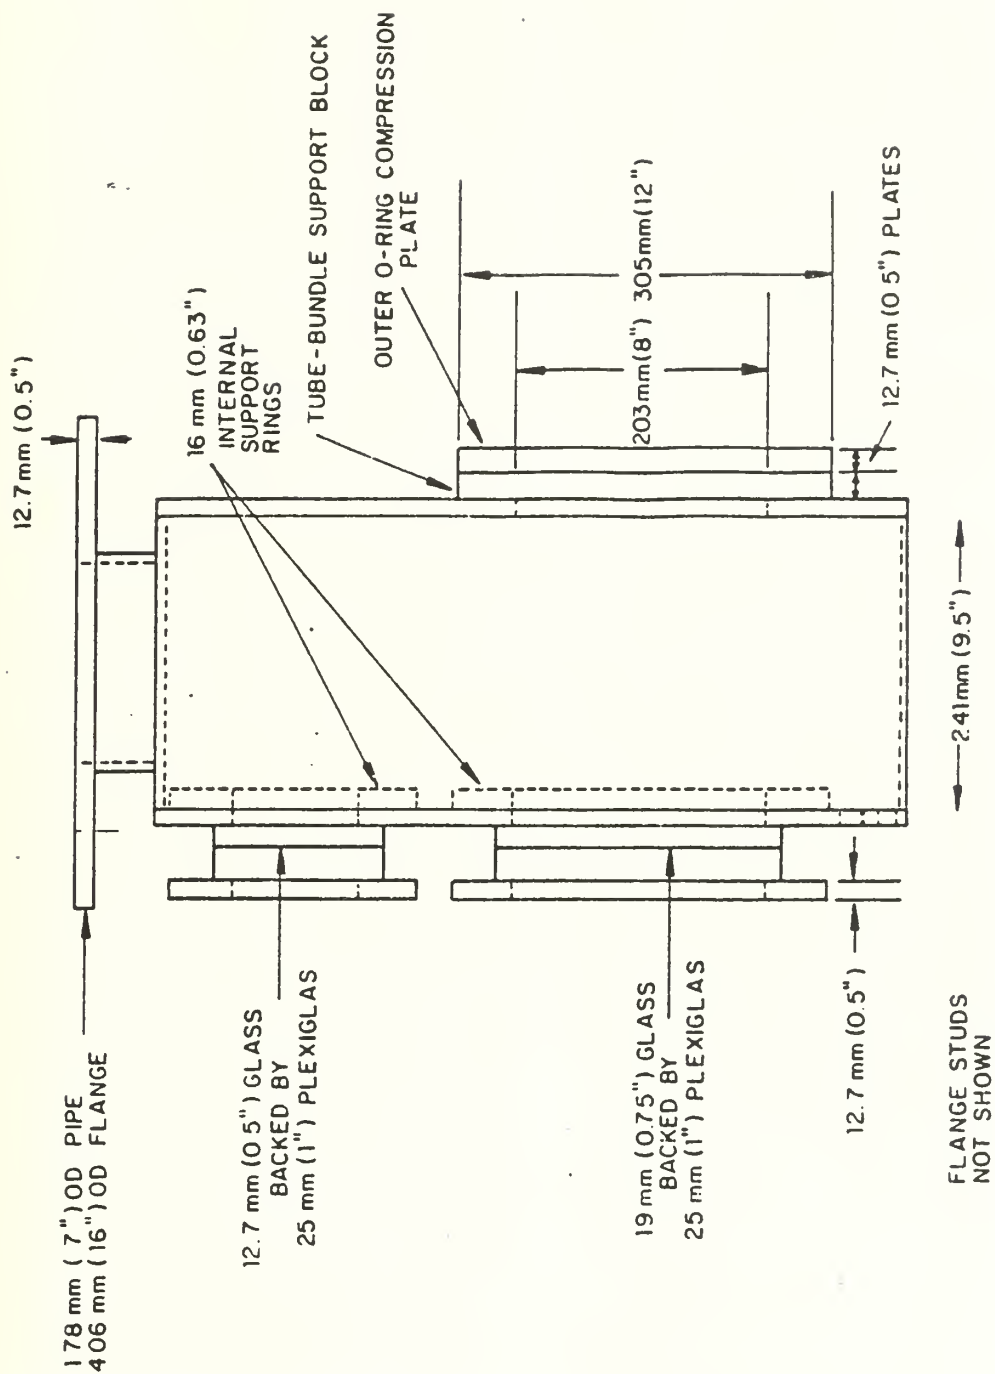 178 mm ( 7") OD PIPE
406 mm (16") OD FLANGE
12.7 mm (0.5")
16 mm (0.63")
INTERNAL
SUPPORT
RINGS
TUBE-BUNDLE SUPPORT BLOCK
OUTER O-RING COMPRESSION
PLATE
12.7 mm (0 5") GLASS
BACKED BY
25 mm (1") PLEXIGLAS
203mm(8")
305mm(12")
12.7 mm (0 5") PLATES
19 mm (0.75") GLASS
BACKED BY
25 mm (1") PLEXIGLAS
12.7 mm (0.5")
241mm (9.5")
FLANGE STUDS
NOT SHOWN